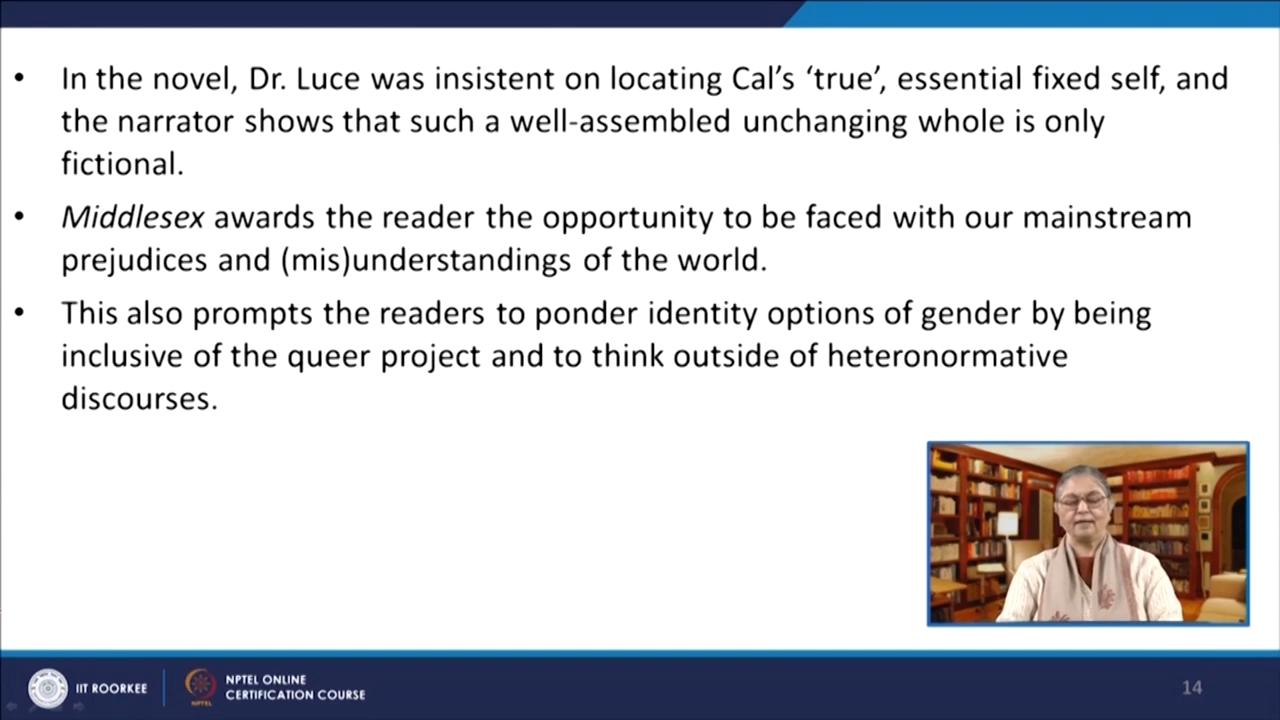 • In the novel, Dr. Luce was insistent on locating Cal’s ‘true’, essential fixed self, and
the narrator shows that such a well-assembled unchanging whole is only
fictional.
• Middlesex awards the reader the opportunity to be faced with our mainstream
prejudices and (mis)understandings of the world.
• This also prompts the readers to ponder identity options of gender by being
inclusive of the queer project and to think outside of heteronormative
discourses.
IIT ROORKEE
NPTEL
NPTEL ONLINE
CERTIFICATION COURSE
14